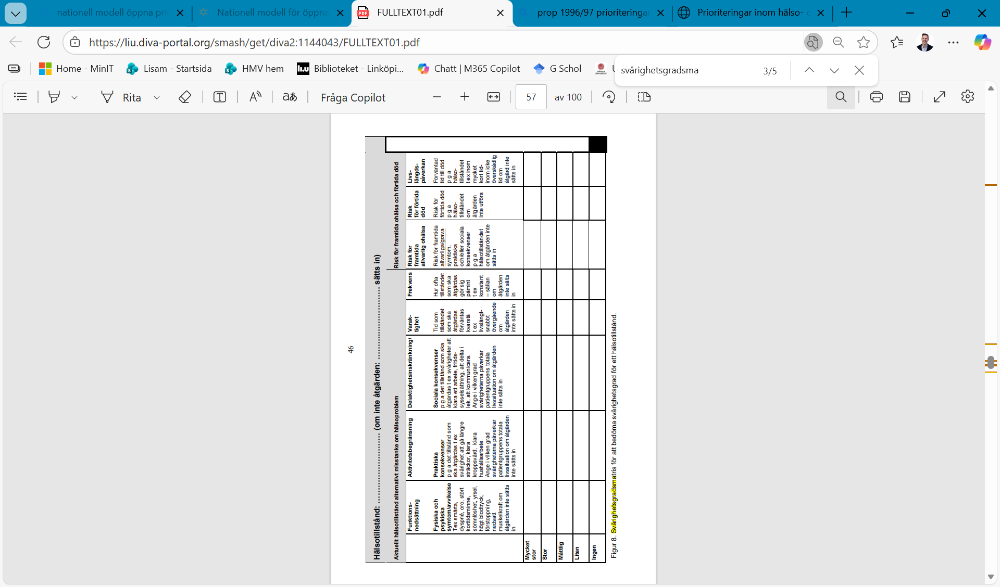 nationell modell öppna pri
Nationell modell för öppna
FULLTEXT01.pdf
prop 1996/97 prioriteringa
Prioriteringar inom hälso- o
https://liu.diva-portal.org/smash/get/diva2:1144043/FULLTEXT01.pdf
Home - MinIT
Lisam - Startsida
HMV hem
Biblioteket - Linköpi...
Chatt | M365 Copilot
G Schol
svårighetsgradsma
3/5
Rita
Fråga Copilot
57
av 100
46
Hälsotillstånd: ........................ (om inte åtgärden: ........................ sätts in)
Aktuellt hälsotillstånd alternativt misstanke om hälsoproblem
Risk för framtida ohälsa och förtida död
Funktions-
nedsättning
Fysiska och
psykiska
symtom/avvikelse
Tex smärta,
dyspné, oro, stört
korttidsminne,
sömnlöshet, yrsel,
högt blodtryck,
förstoppning,
nedsatt
muskelkraft om
åtgärden inte sätts
in
Aktivitetsbegränsning
Praktiska
konsekvenser
p g a det tillstånd som
ska åtgärdas t ex
svårighet att gå längre
sträckor, klara
kroppsvård, klara
hushållsarbete.
Ange i vilken grad
svårigheterna påverkar
patientgruppens totala
livssituation om åtgärden
inte sätts in
Delaktighetsinskränkning/
Sociala konsekvenser
p g a det tillstånd som ska
åtgärdas t ex svårigheter att
klara ett arbete, fritids-
sysselsättning, att delta i
lek, att kommunicera.
Ange i vilken grad
svårigheterna påverkar
patientgruppens totala
livssituation om åtgärden
inte sätts in
Varak-
tighet
Tid som
tillståndet
som ska
åtgärdas
förväntas
kvarstå
t ex
livslångt-
snabbt
övergående
om
åtgärden
inte sätts in
Frekvens
Hur ofta
tillståndet
som ska
åtgärdas
gör sig
påmint
t ex
konstant
– sällan
om
åtgärden
inte sätts
in
Risk för
framtida
allvarlig ohälsa
Risk för framtida
allvarliga/grava
symtom,
praktiska
och/eller sociala
konsekvenser
p g a
hälsotillståndet
om åtgärden inte
sätts in
Risk
för förtida
död
Risk för
förtida död
p g a
hälso-
tillståndet
om
åtgärden
inte utförs
Livs-
längds-
påverkan
Förväntad
tid till död
p g a
hälso-
tillståndet
t ex inom
mycket
kort tid-
inom icke
överskådlig
tid om
åtgärd inte
sätts in
Mycket
stor
Stor
Måttlig
Liten
Ingen
Figur 8. Svårighetsgradsmatris för att bedöma svårighetsgrad för ett hälsotillstånd.